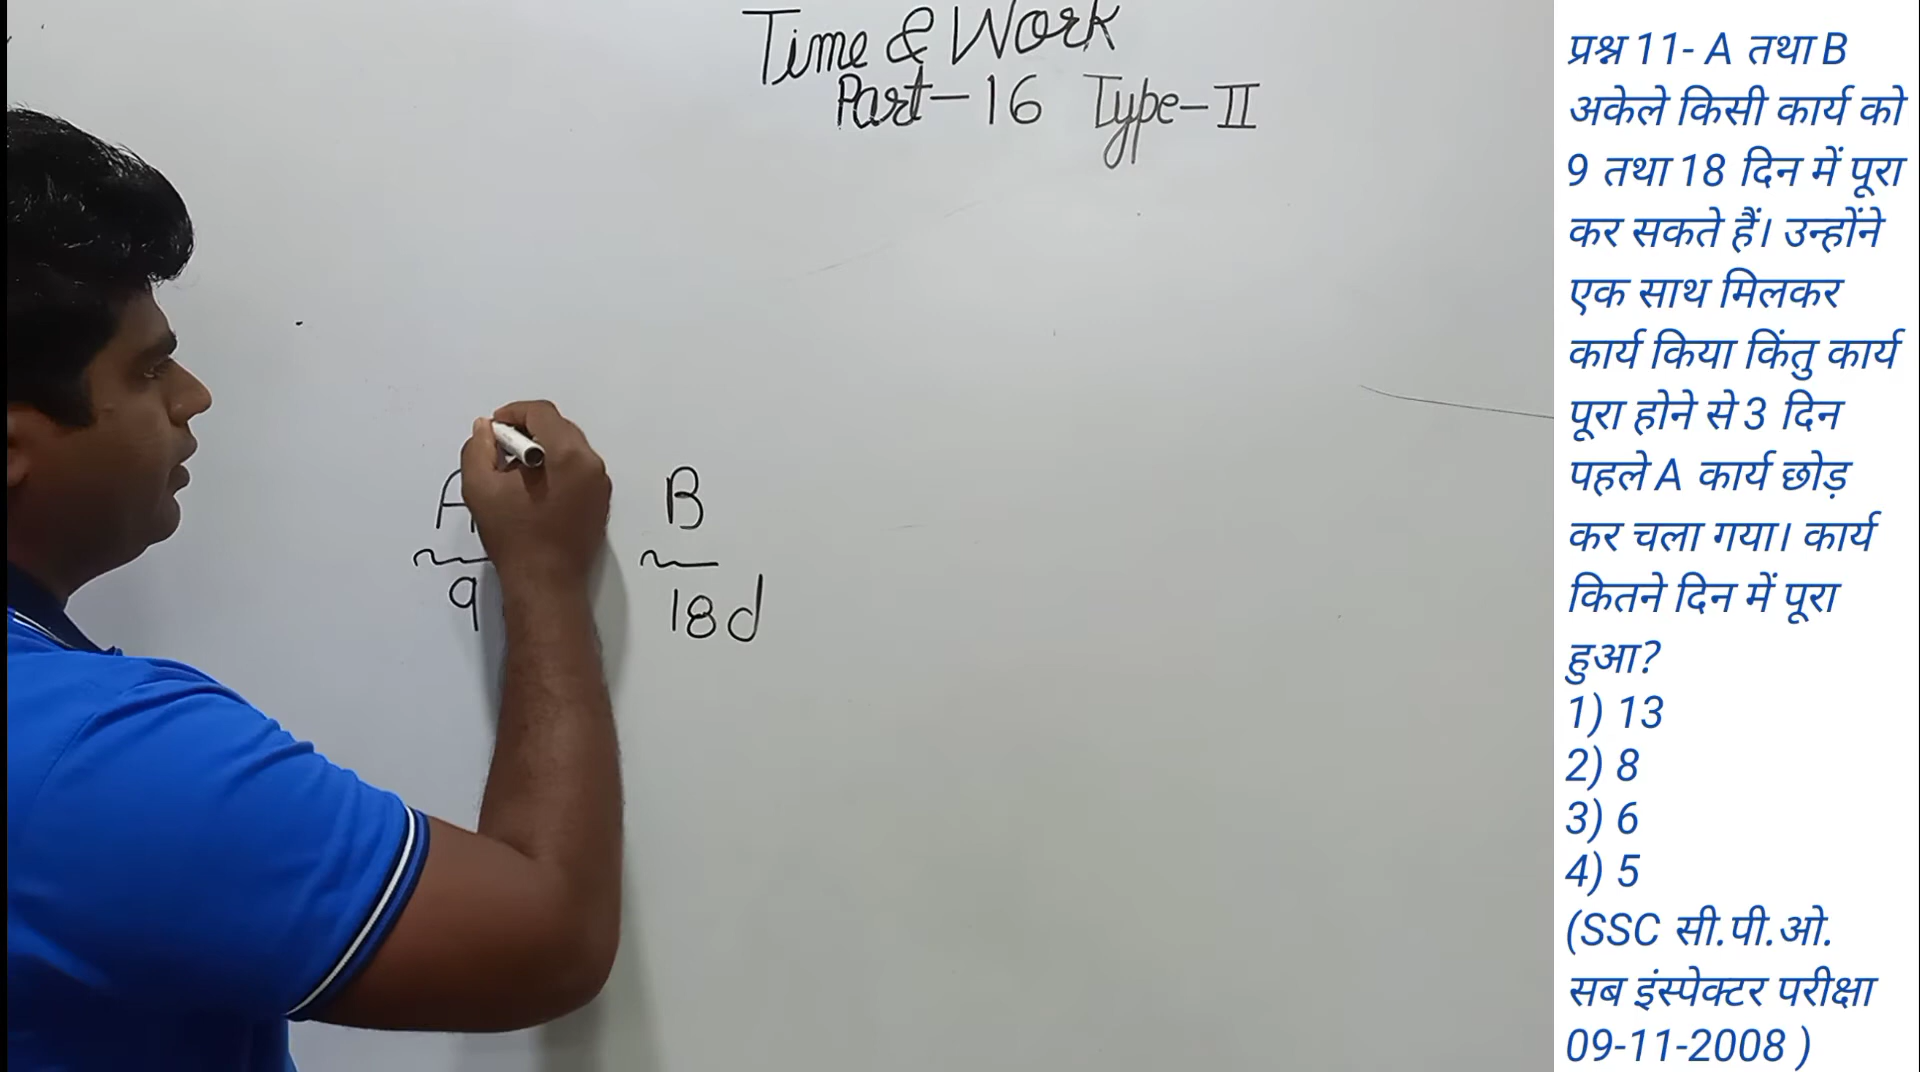 Time & Work
Part-16 Type-II
A
B
9
18d
प्रश्न 11- A तथा B
अकेले किसी कार्य को
9 तथा 18 दिन में पूरा
कर सकते हैं। उन्होंने
एक साथ मिलकर
कार्य किया किंतु कार्य
पूरा होने से 3 दिन
पहले A कार्य छोड़
कर चला गया। कार्य
कितने दिन में पूरा
हुआ?
1) 13
2) 8
3) 6
4) 5
(SSC सी.पी.ओ.
सब इंस्पेक्टर परीक्षा
09-11-2008 )